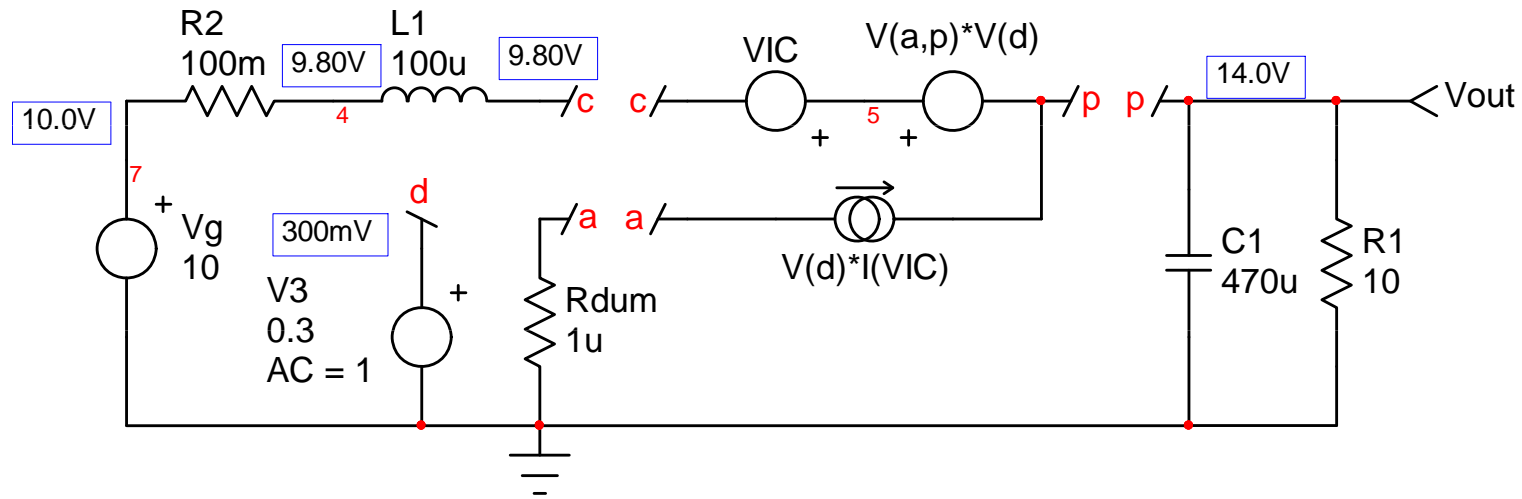 R2
100m
9.80V
L1
100u
9.80V
c
c
VIC
V(a,p)*V(d)
14.0V
p
p
Vout
10.0V
4
5
+
+
7
+
Vg
10
d
300mV
V3
0.3
AC = 1
+
a
a
Rdum
1u
V(d)*I(VIC)
C1
470u
R1
10